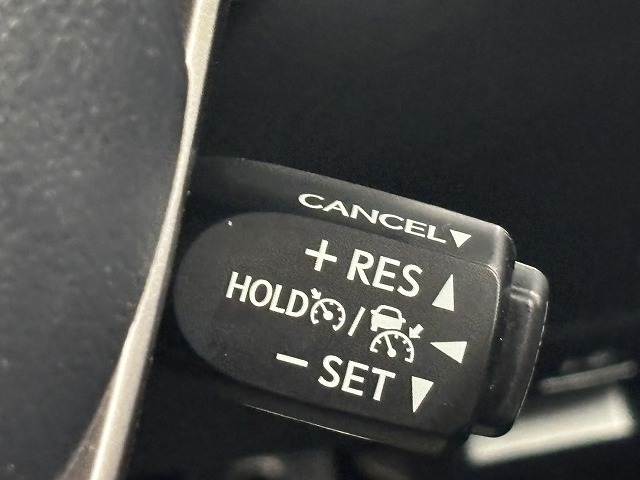 CANCEL▼
+ RES ▲
HOLD / ◀
− SET ▼